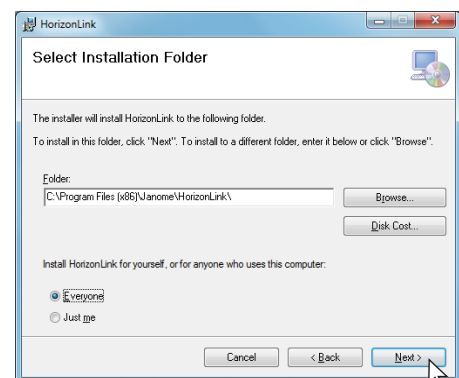 HorizonLink
Select Installation Folder
The installer will install HorizonLink to the following folder.
To install in this folder, click "Next". To install to a different folder, enter it below or click "Browse".
Folder:
C:\Program Files (x86)\Janome\HorizonLink\
Browse...
Disk Cost...
Install HorizonLink for yourself, or for anyone who uses this computer:
Everyone
Just me
Cancel < Back Next >